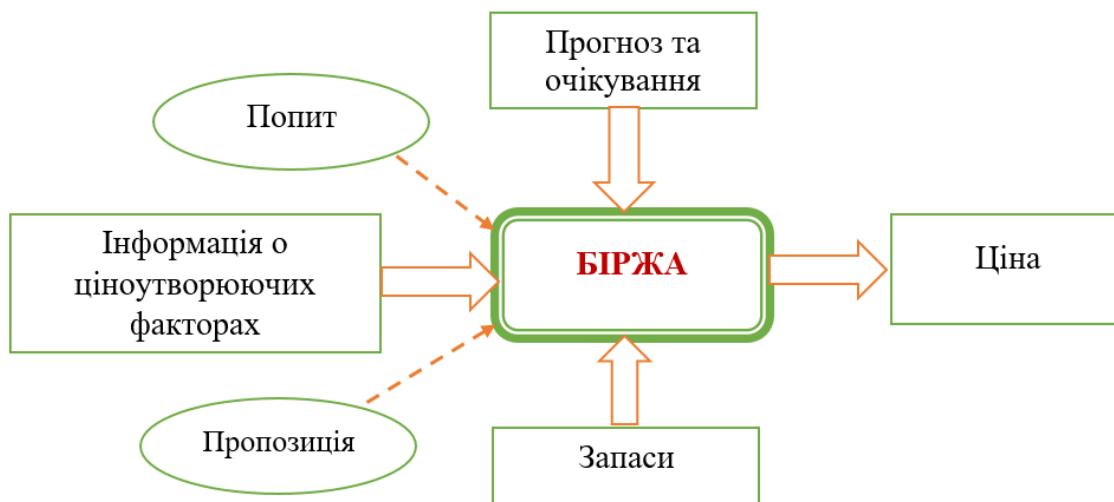 Прогноз та
очікування
Попит
Інформація о
ціноутворюючих
факторах
БІРЖА
Ціна
Пропозиція
Запаси